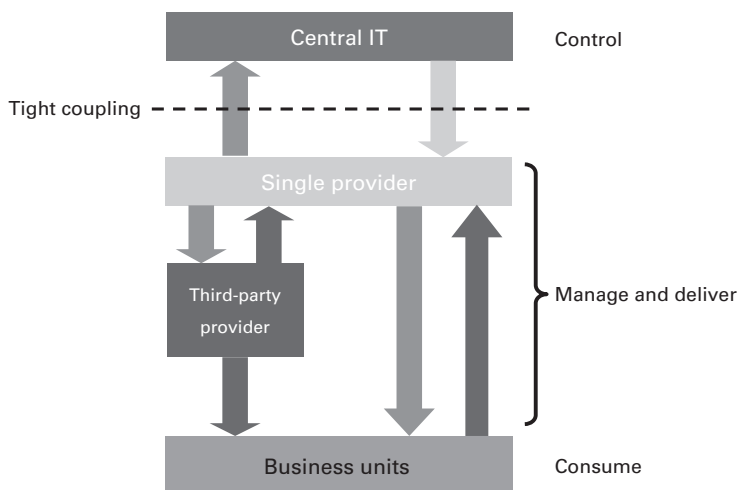 Central IT
Control
Tight coupling
Single provider
Third-party
provider
Manage and deliver
Business units
Consume